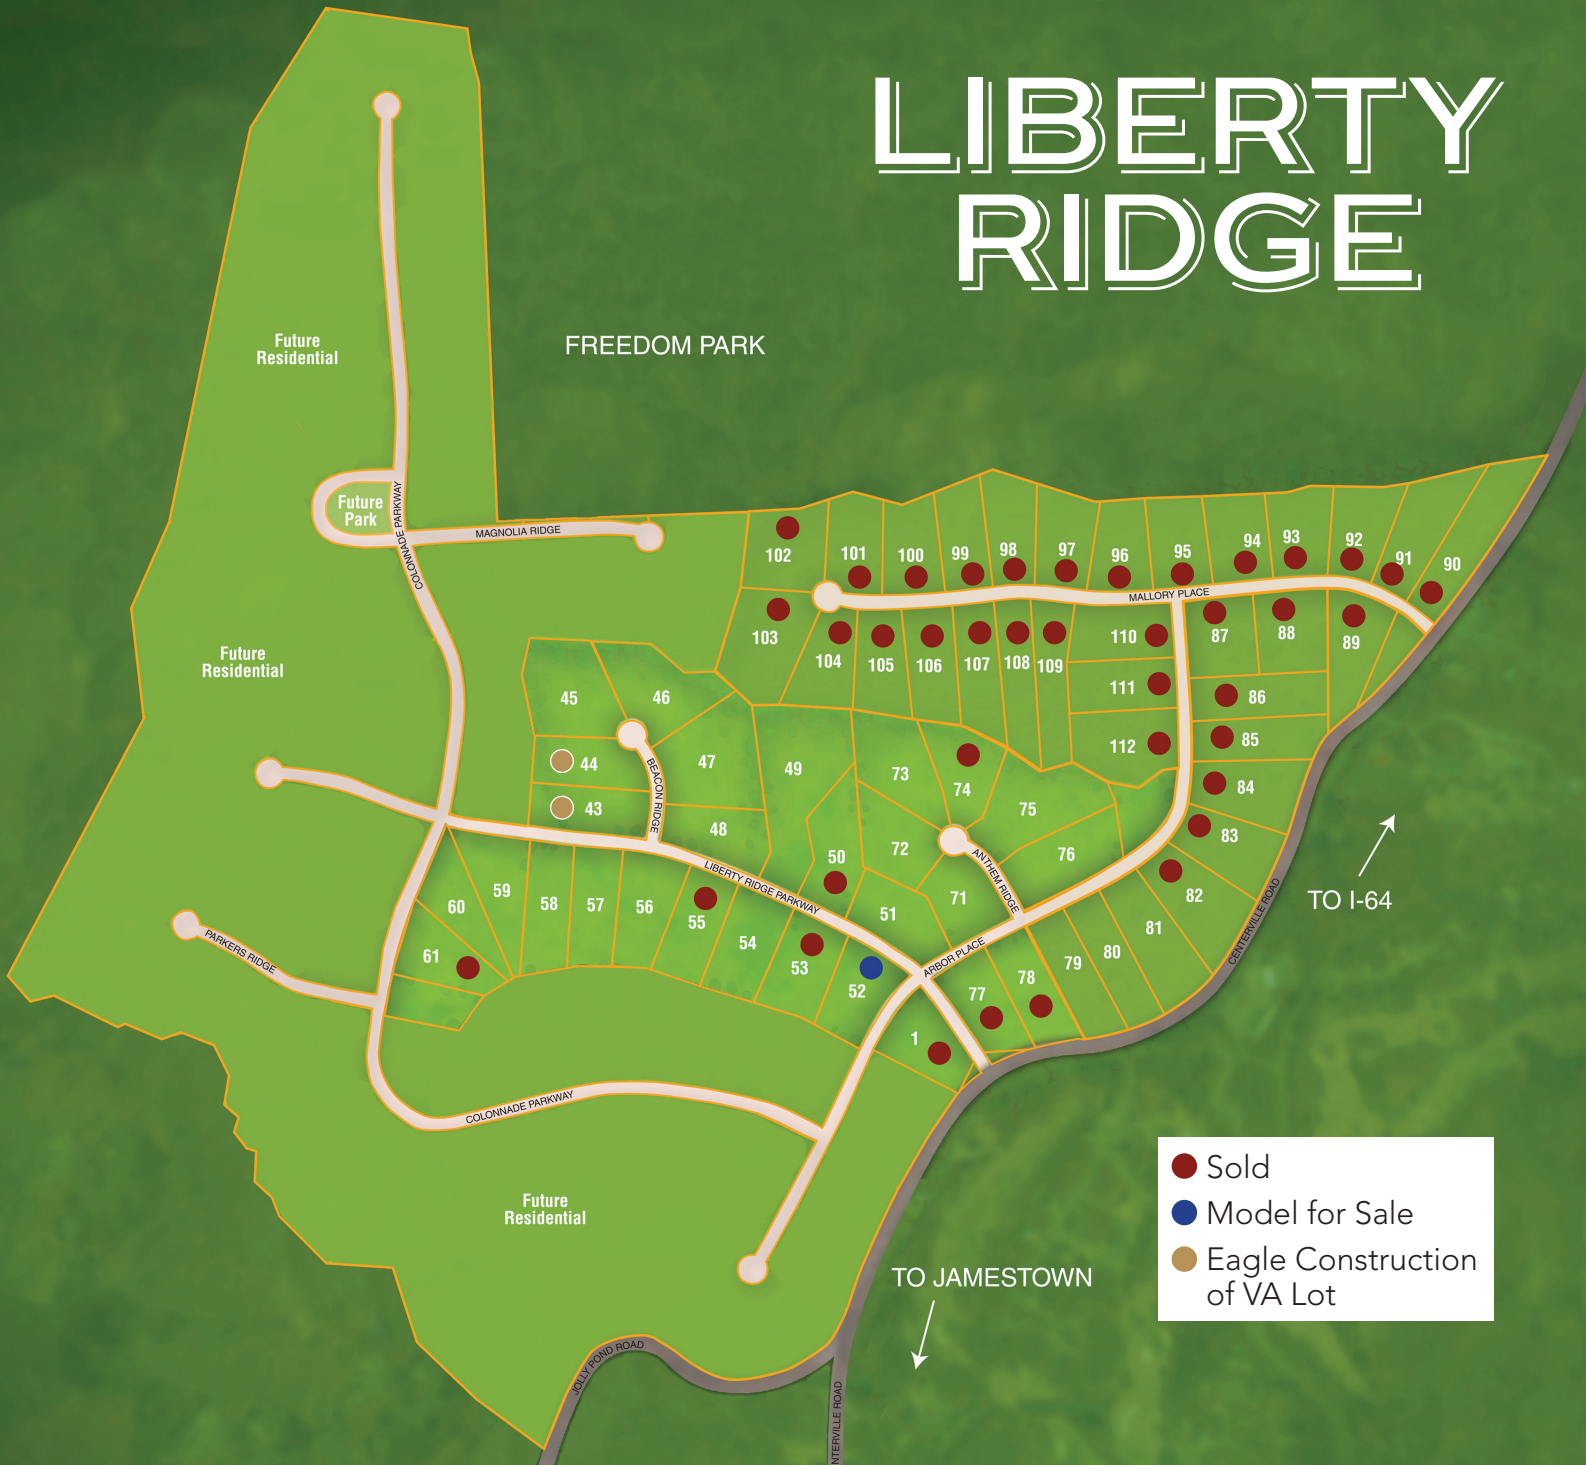 LIBERTY
RIDGE
Future
Residential
FREEDOM PARK
Future
Park
COLONNADE PARKWAY
MAGNOLIA RIDGE
102
101
100
99
98
97
96
95
94
93
92
91
90
MALLORY PLACE
103
104
105
106
107
108
109
110
111
112
87
88
89
86
85
84
83
82
81
80
79
78
77
Future
Residential
45
46
44
43
47
48
BEACON RIDGE
49
50
51
73
74
75
72
76
71
ANTHEM RIDGE
LIBERTY RIDGE PARKWAY
ARBOR PLACE
60
59
58
57
56
55
54
53
52
61
1
PARKERS RIDGE
COLONNADE PARKWAY
CENTERVILLE ROAD
TO I-64
Future
Residential
TO JAMESTOWN
JOLLY POND ROAD
NTERVILLE ROAD
Sold
Model for Sale
Eagle Construction
of VA Lot